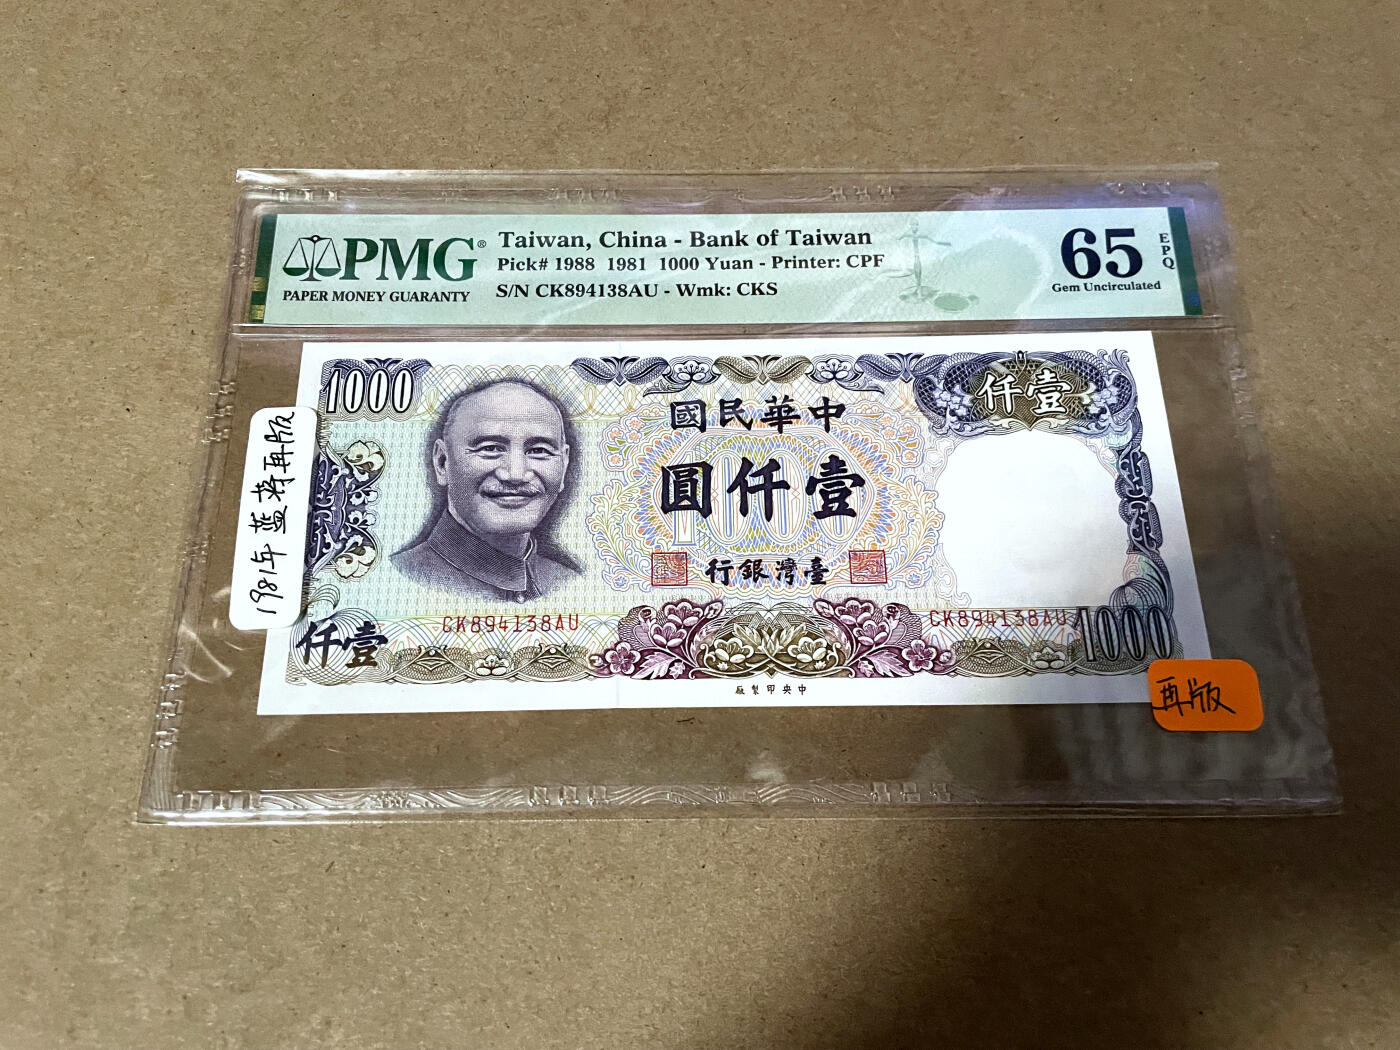 PMG®
PAPER MONEY GUARANTY
Taiwan, China - Bank of Taiwan
Pick# 1988 1981 1000 Yuan - Printer: CPF
S/N CK894138AU - Wmk: CKS
65
EPQ
Gem Uncirculated
1000
仟壹
國民華中
圓仟壹
1000
行銀灣臺
CK894138AU
CK894138AU
仟壹
1000
廠製印央中
1981年 藍蒋再版
再版